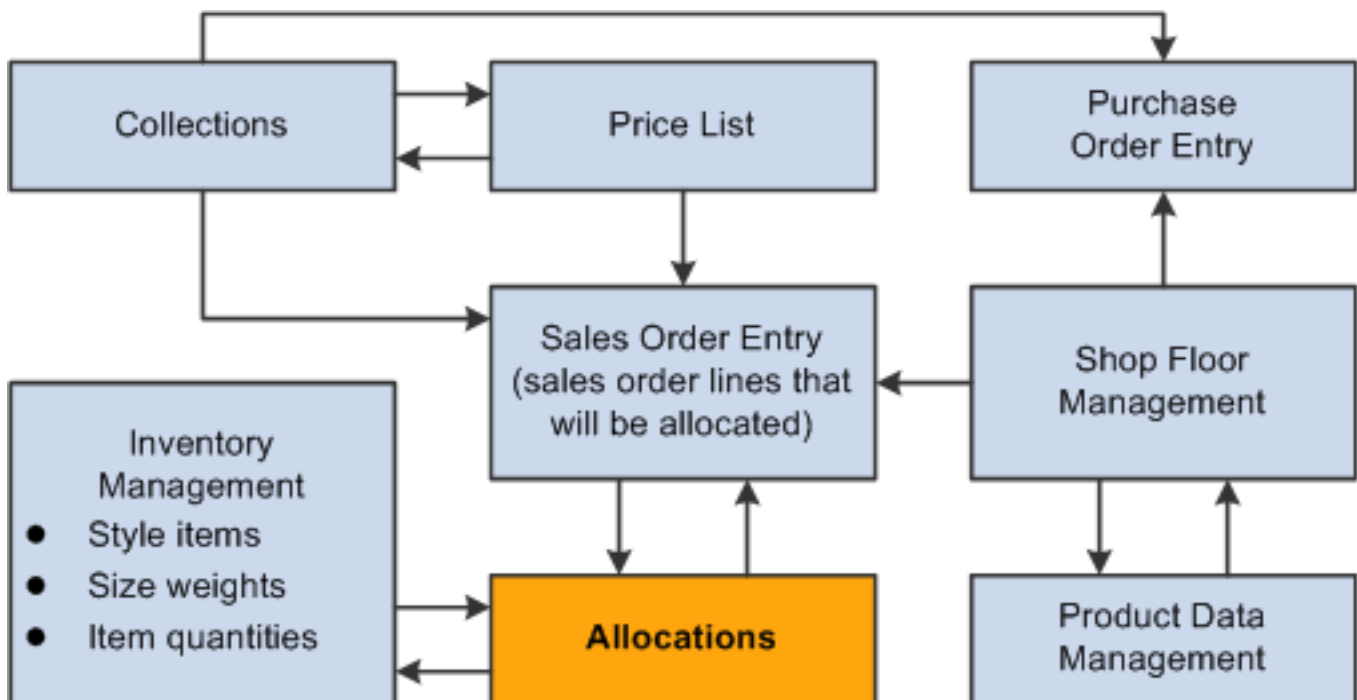 Collections
Price List
Purchase
Order Entry
Sales Order Entry
(sales order lines that
will be allocated)
Shop Floor
Management
Inventory
Management
● Style items
● Size weights
● Item quantities
Allocations
Product Data
Management